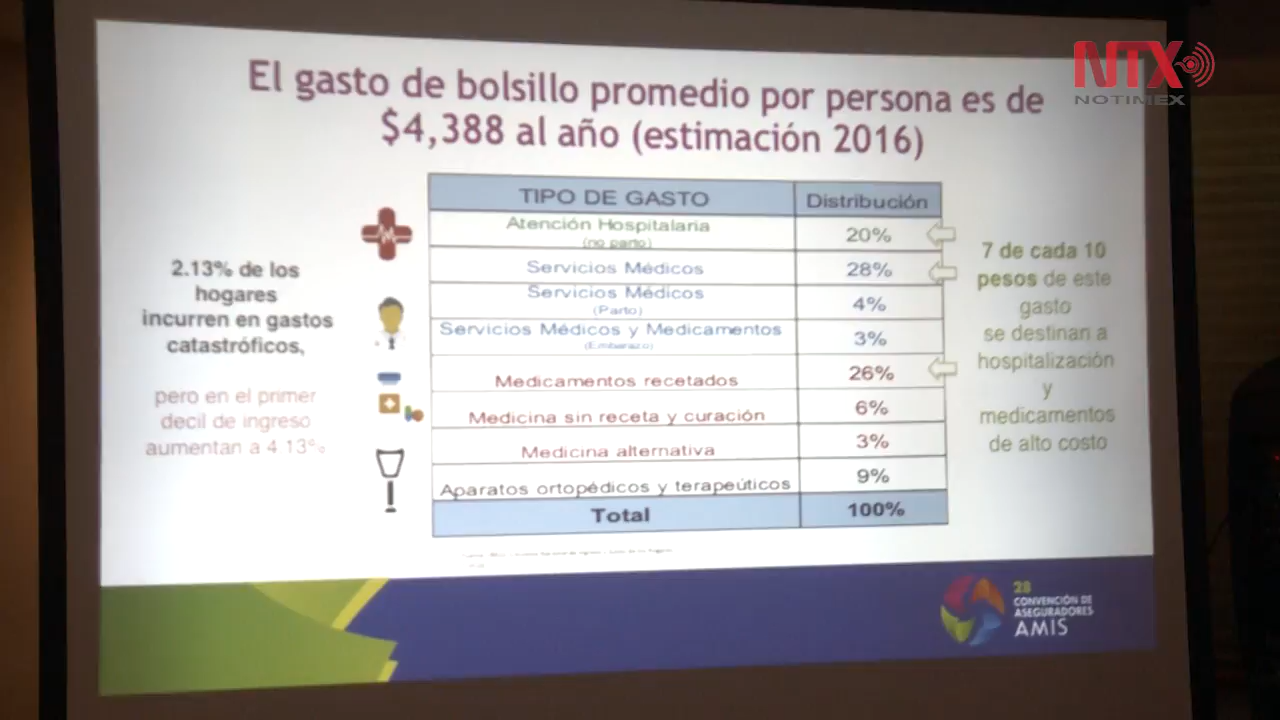 NTX
NOTIMEX
El gasto de bolsillo promedio por persona es de
$4,388 al año (estimación 2016)
TIPO DE GASTO Distribución
Atención Hospitalaria 20%
(no parto)
Servicios Médicos 28%
Servicios Médicos 4%
(Parto)
Servicios Médicos y Medicamentos 3%
(Embarazo)
Medicamentos recetados 26%
Medicina sin receta y curación 6%
Medicina alternativa 3%
Aparatos ortopédicos y terapeúticos 9%
Total 100%
2.13% de los
hogares
incurren en gastos
catastróficos,
pero en el primer
decil de ingreso
aumentan a 4 13%
7 de cada 10
pesos de este
gasto
se destinan a
hospitalización
y
medicamentos
de alto costo
28
CONVENCIÓN DE
ASEGURADORES
AMIS